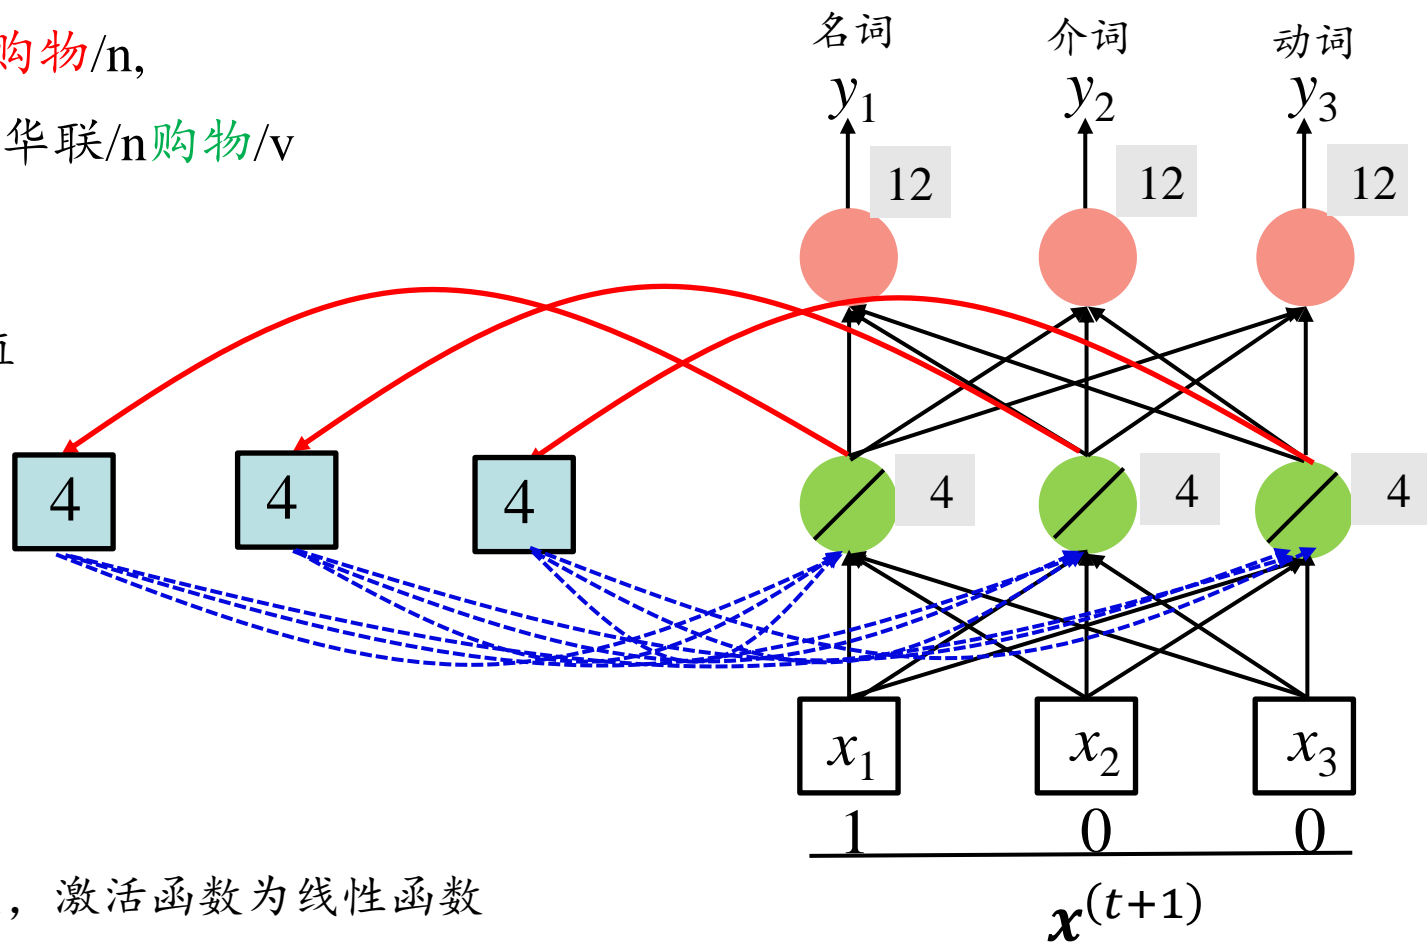 购物/n,
华联/n购物/v
名词 介词 动词
y₁ y₂ y₃
12 12 12
4 4 4 4 4 4
x₁ x₂ x₃
1 0 0
x⁽ᵗ⁺¹⁾
，激活函数为线性函数